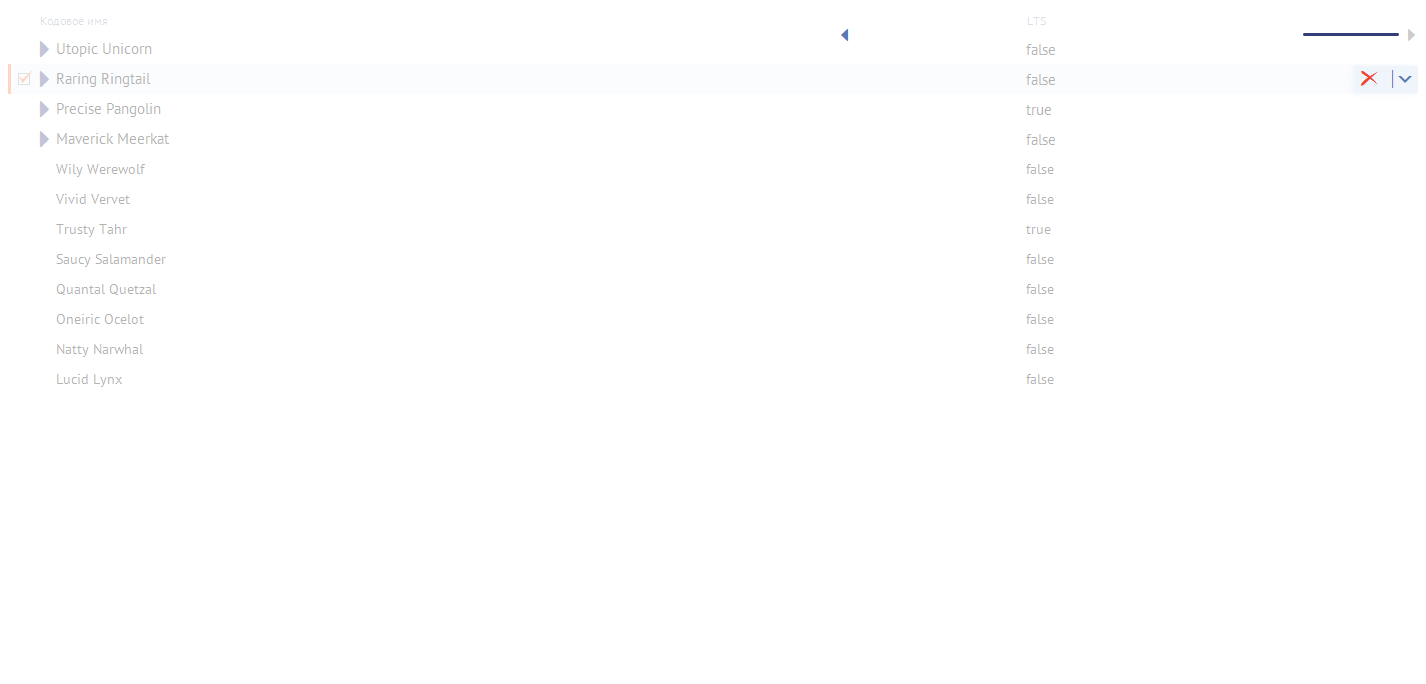 Кодовое имя LTS
Utopic Unicorn false
Raring Ringtail false
Precise Pangolin true
Maverick Meerkat false
Wily Werewolf false
Vivid Vervet false
Trusty Tahr true
Saucy Salamander false
Quantal Quetzal false
Oneiric Ocelot false
Natty Narwhal false
Lucid Lynx false